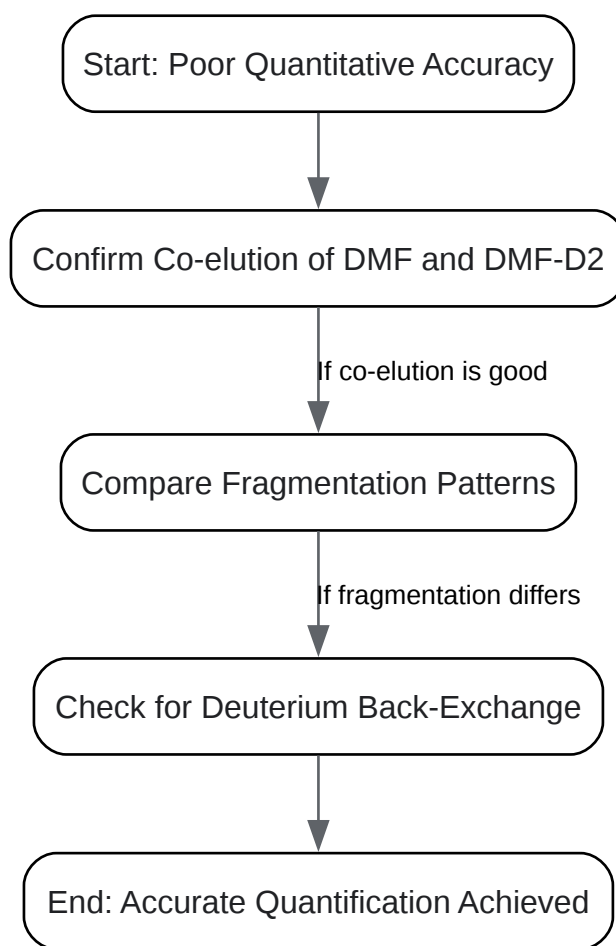 Start: Poor Quantitative Accuracy
Confirm Co-elution of DMF and DMF-D2
If co-elution is good
Compare Fragmentation Patterns
If fragmentation differs
Check for Deuterium Back-Exchange
End: Accurate Quantification Achieved